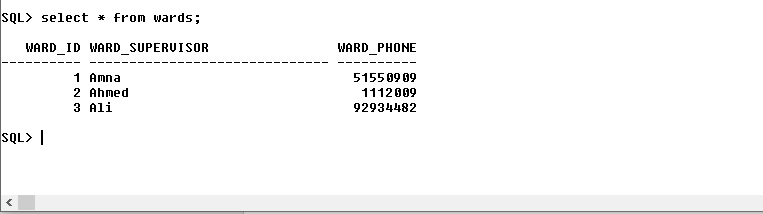 SQL> select * from wards;
WARD_ID WARD_SUPERVISOR WARD_PHONE
---------- ------------------------------ ----------
1 Amna 51550909
2 Ahmed 1112009
3 Ali 92934482
SQL>